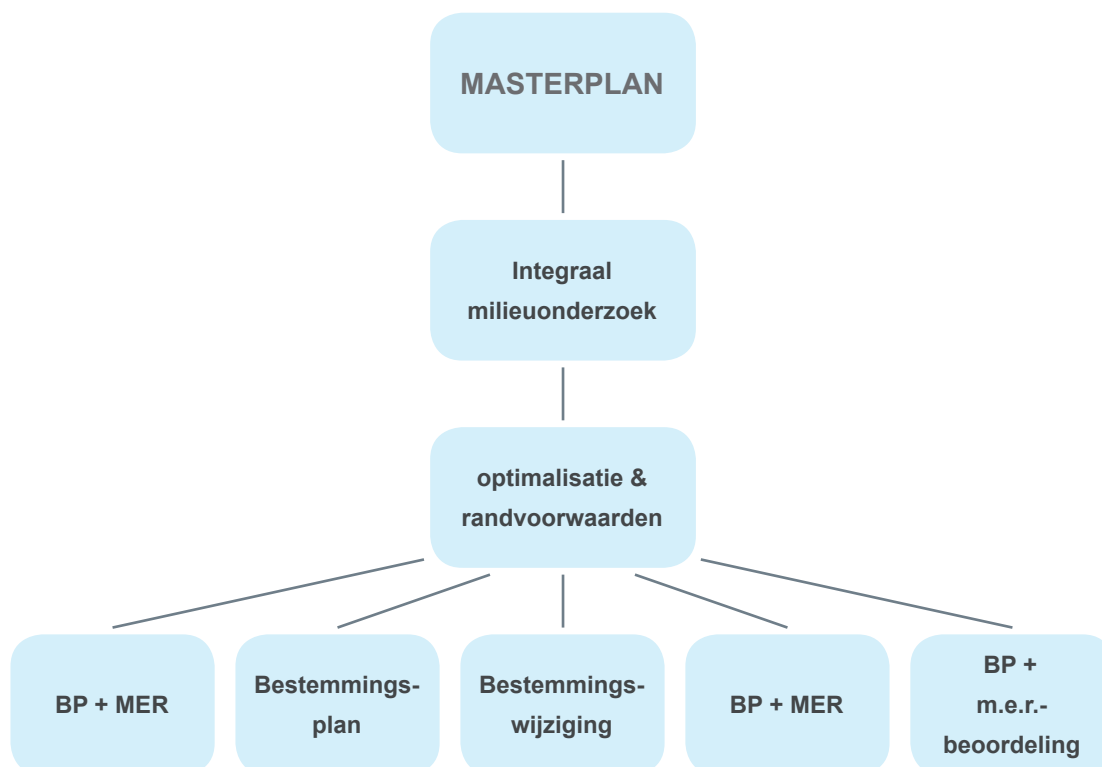 MASTERPLAN
Integraal
milieuonderzoek
optimalisatie &
randvoorwaarden
BP + MER
Bestemmings-
plan
Bestemmings-
wijziging
BP + MER
BP +
m.e.r.-
beoordeling